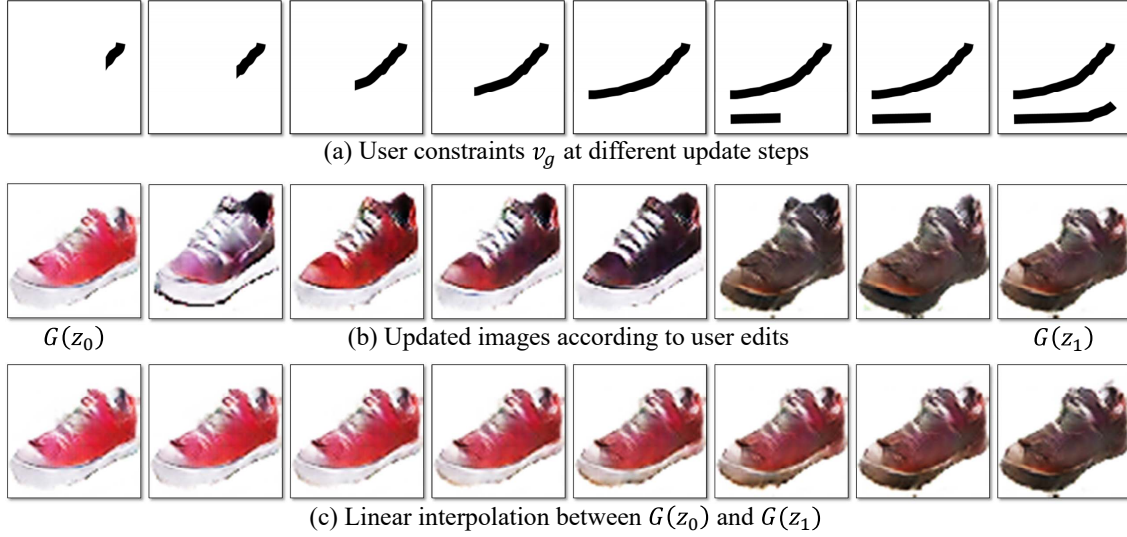 (a) User constraints v_g at different update steps
G(z_0) (b) Updated images according to user edits G(z_1)
(c) Linear interpolation between G(z_0) and G(z_1)